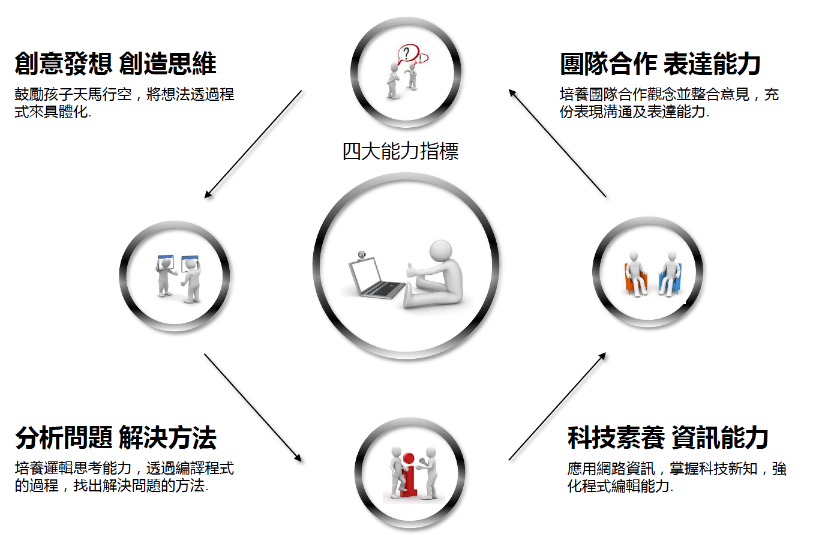 創意發想 創造思維
鼓勵孩子天馬行空，將想法透過程
式來具體化.
團隊合作 表達能力
培養團隊合作觀念並整合意見，充
份表現溝通及表達能力.
四大能力指標
分析問題 解決方法
培養邏輯思考能力，透過編譯程式
的過程，找出解決問題的方法.
科技素養 資訊能力
應用網路資訊，掌握科技新知，強
化程式編輯能力.